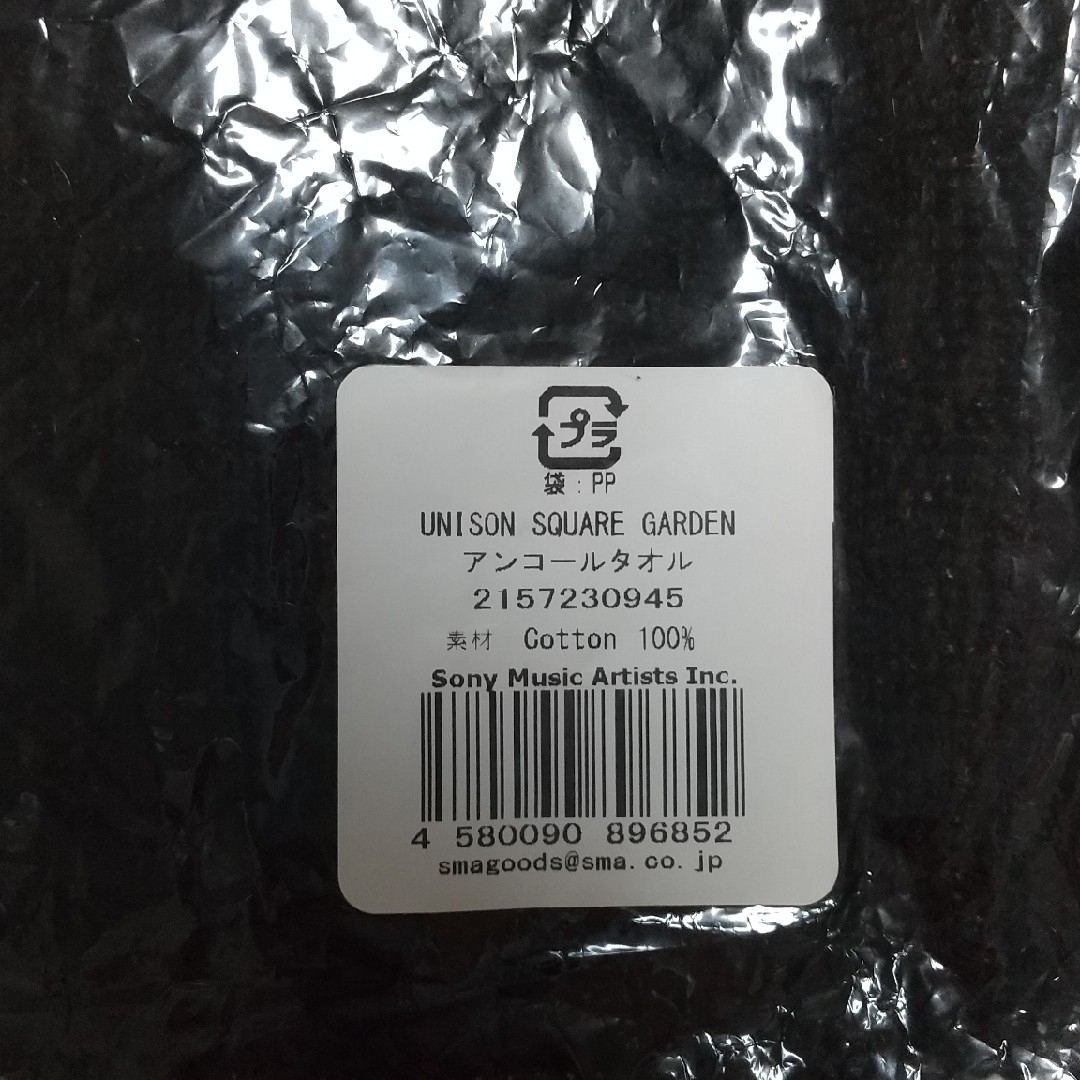 プラ
袋：PP
UNISON SQUARE GARDEN
アンコールタオル
2157230945
素材 Cotton 100%
Sony Music Artists Inc.
4 580090 896852
smagoods@sma.co.jp